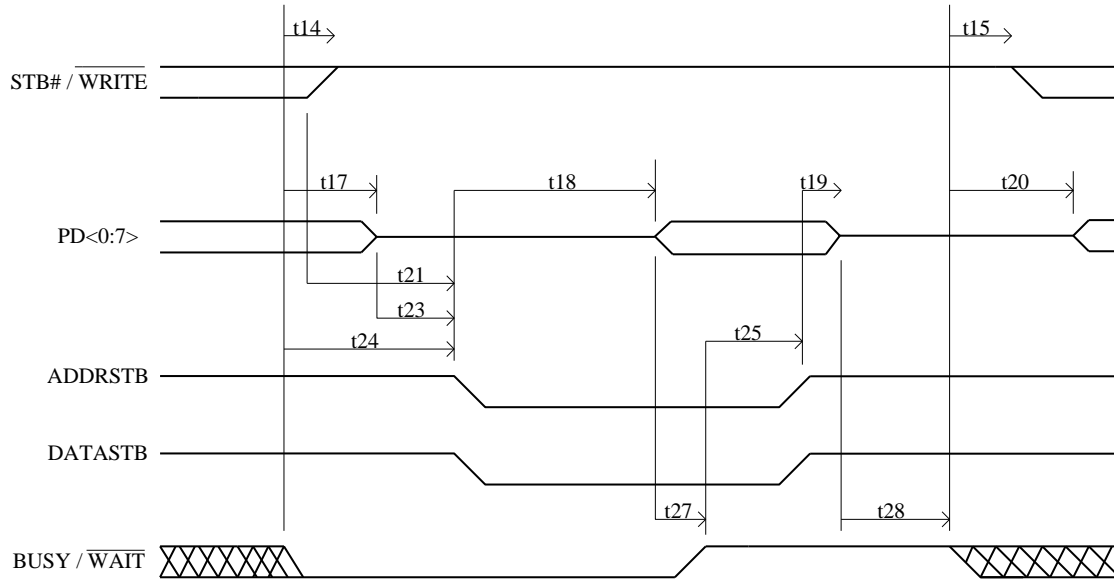 t14
t15
STB# / WRITE
t17
t18
t19
t20
PD<0:7>
t21
t23
t24
t25
ADDRSTB
DATASTB
t27
t28
BUSY / WAIT